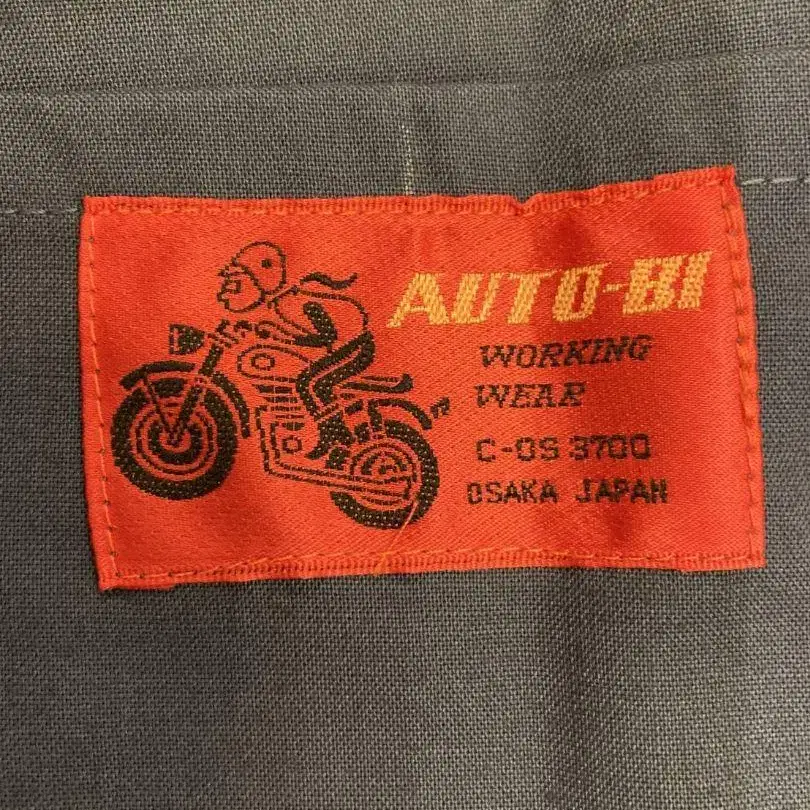 AUTO-BI
WORKING
WEAR
C-OS 3700
OSAKA JAPAN